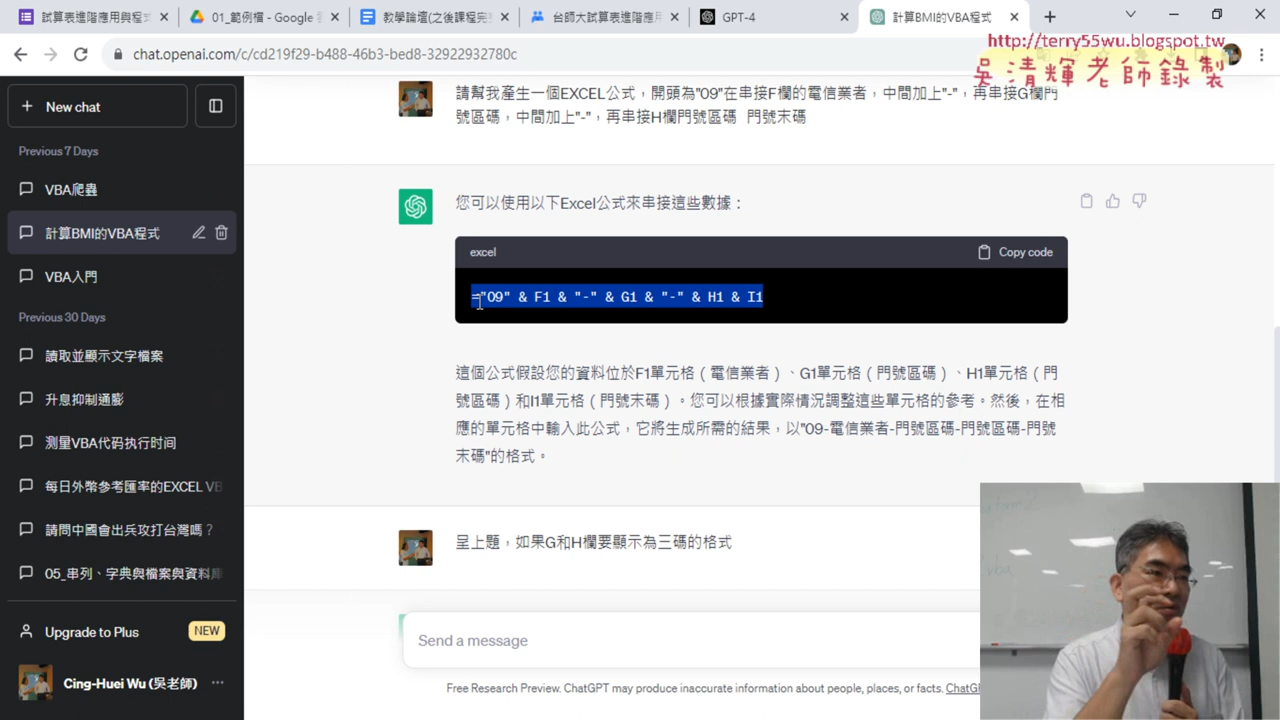 試算表進階應用與程式
01_範例檔 - Google
教學論壇(之後課程完
台師大試算表進階應用
GPT-4
計算BMI的VBA程式
chat.openai.com/c/cd219f29-b488-46b3-bed8-32922932780c
http://terry55wu.blogspot.tw
吳清輝老師錄製
New chat
Previous 7 Days
VBA爬蟲
計算BMI的VBA程式
VBA入門
Previous 30 Days
讀取並顯示文字檔案
升息抑制通膨
测量VBA代码执行时间
每日外幣參考匯率的EXCEL VB
請問中國會出兵攻打台灣嗎？
05_串列、字典與檔案與資料庫
Upgrade to Plus
NEW
Cing-Huei Wu (吳老師)
請幫我產生一個EXCEL公式，開頭為"09"在串接F欄的電信業者，中間加上"-"，再串接G欄門
號區碼，中間加上"-"，再串接H欄門號區碼 門號末碼
您可以使用以下Excel公式來串接這些數據：
excel
Copy code
="09" & F1 & "-" & G1 & "-" & H1 & I1
這個公式假設您的資料位於F1單元格（電信業者）、G1單元格（門號區碼）、H1單元格（門
號區碼）和I1單元格（門號末碼）。您可以根據實際情況調整這些單元格的參考。然後，在相
應的單元格中輸入此公式，它將生成所需的結果，以"09-電信業者-門號區碼-門號區碼-門號
末碼"的格式。
呈上題，如果G和H欄要顯示為三碼的格式
Send a message
Free Research Preview. ChatGPT may produce inaccurate information about people, places, or facts. ChatG